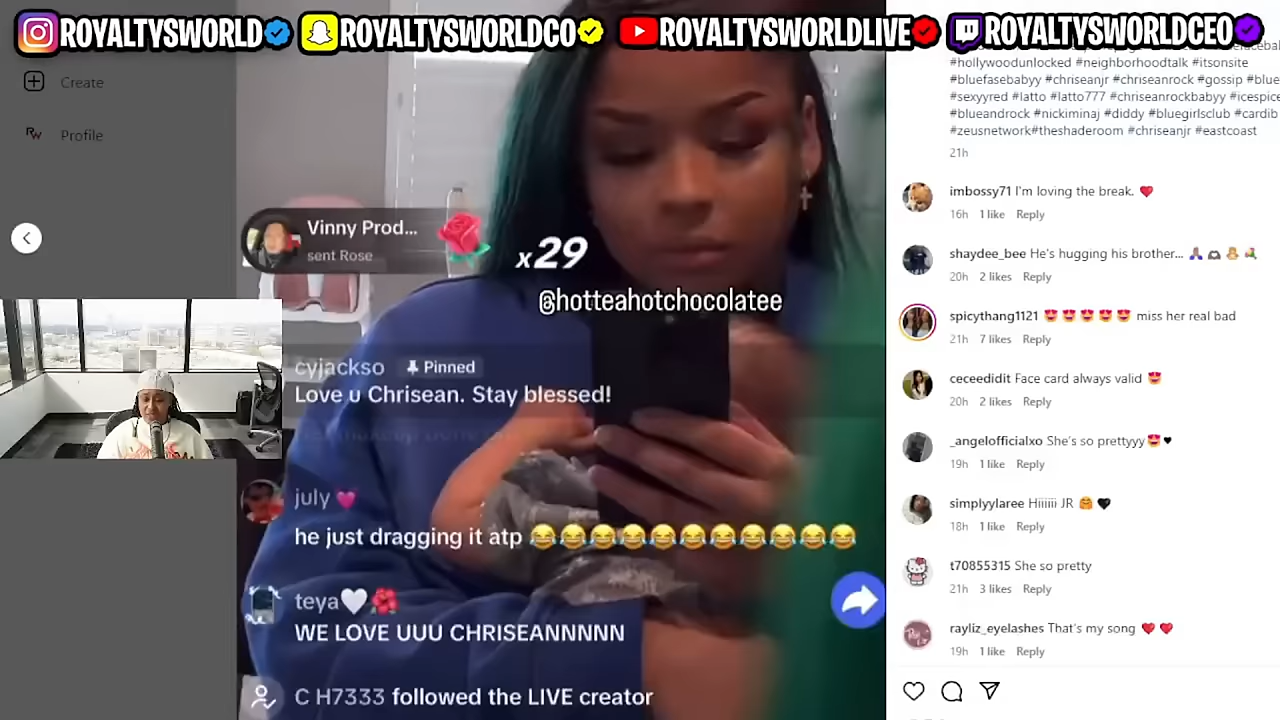 ROYALTYSWORLD ROYALTYSWORLDCO ROYALTYSWORLDLIVE ROYALTYSWORLDCEO
Create
Profile
#hollywoodunlocked #neighborhoodtalk #itsonsite
#bluefasebabyy #chriseanjr #chriseanrock #gossip #blue
#sexyyred #latto #latto777 #chriseanrockbabyy #icespice
#blueandrock #nickiminaj #diddy #bluegirlsclub #cardib
#zeusnetwork#theshaderoom #chriseanjr #eastcoast
21h
Vinny Prod...
sent Rose
x29
@hotteahotchocolatee
cyjackso Pinned
Love u Chrisean. Stay blessed!
july 💗
he just dragging it atp 😂😂😂😂😂😂😂😂😂😂😂
teya🤍🌺
WE LOVE UUU CHRISEANNNNN
C H7333 followed the LIVE creator
imbossy71 I'm loving the break. ❤️
16h 1 like Reply
shaydee_bee He's hugging his brother...
20h 2 likes Reply
spicythang1121 😍😍😍😍😍 miss her real bad
21h 7 likes Reply
ceceedidit Face card always valid 😍
20h 2 likes Reply
_angelofficialxo She's so prettyyy😍🖤
19h 1 like Reply
simplyylaree Hiiiiii JR 🤗 🖤
18h 1 like Reply
t70855315 She so pretty
21h 3 likes Reply
rayliz_eyelashes That's my song ❤️ ❤️
19h 1 like Reply